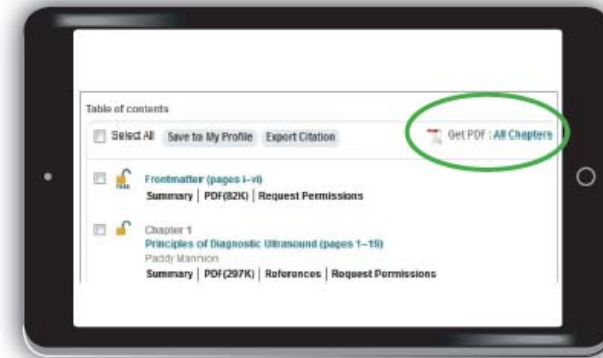 Table of contents
Select All Save to My Profile Export Citation Get PDF : All Chapters
FREE
Frontmatter (pages i–vi)
Summary | PDF(82K) | Request Permissions
Chapter 1
Principles of Diagnostic Ultrasound (pages 1–19)
Paddy Mannion
Summary | PDF(297K) | References | Request Permissions